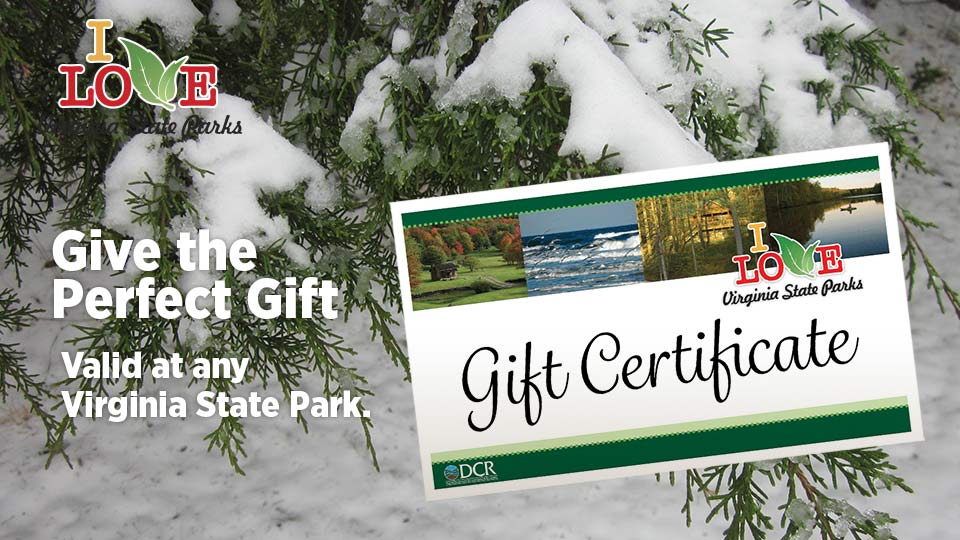 I
LOVE
Virginia State Parks
Give the
Perfect Gift
Valid at any
Virginia State Park.
I
LOVE
Virginia State Parks
Gift Certificate
DCR